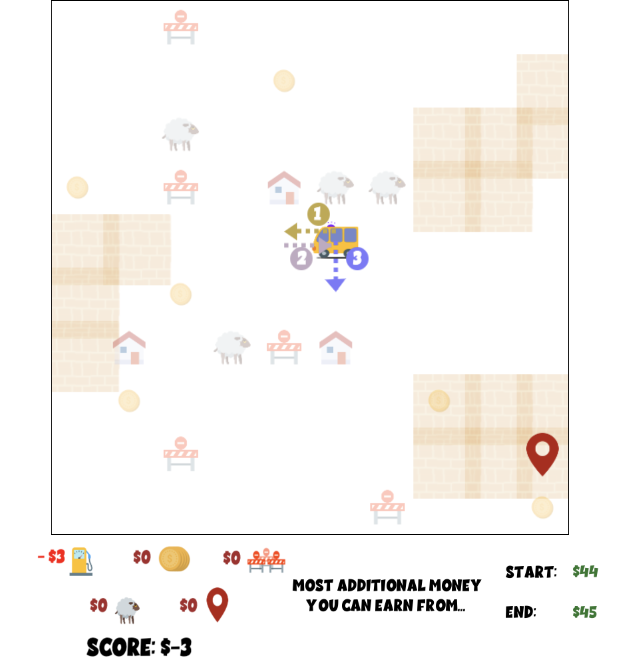 1
2
3
- $3
$0
$0
$0
$0
SCORE: $-3
MOST ADDITIONAL MONEY
YOU CAN EARN FROM...
START: $44
END: $45